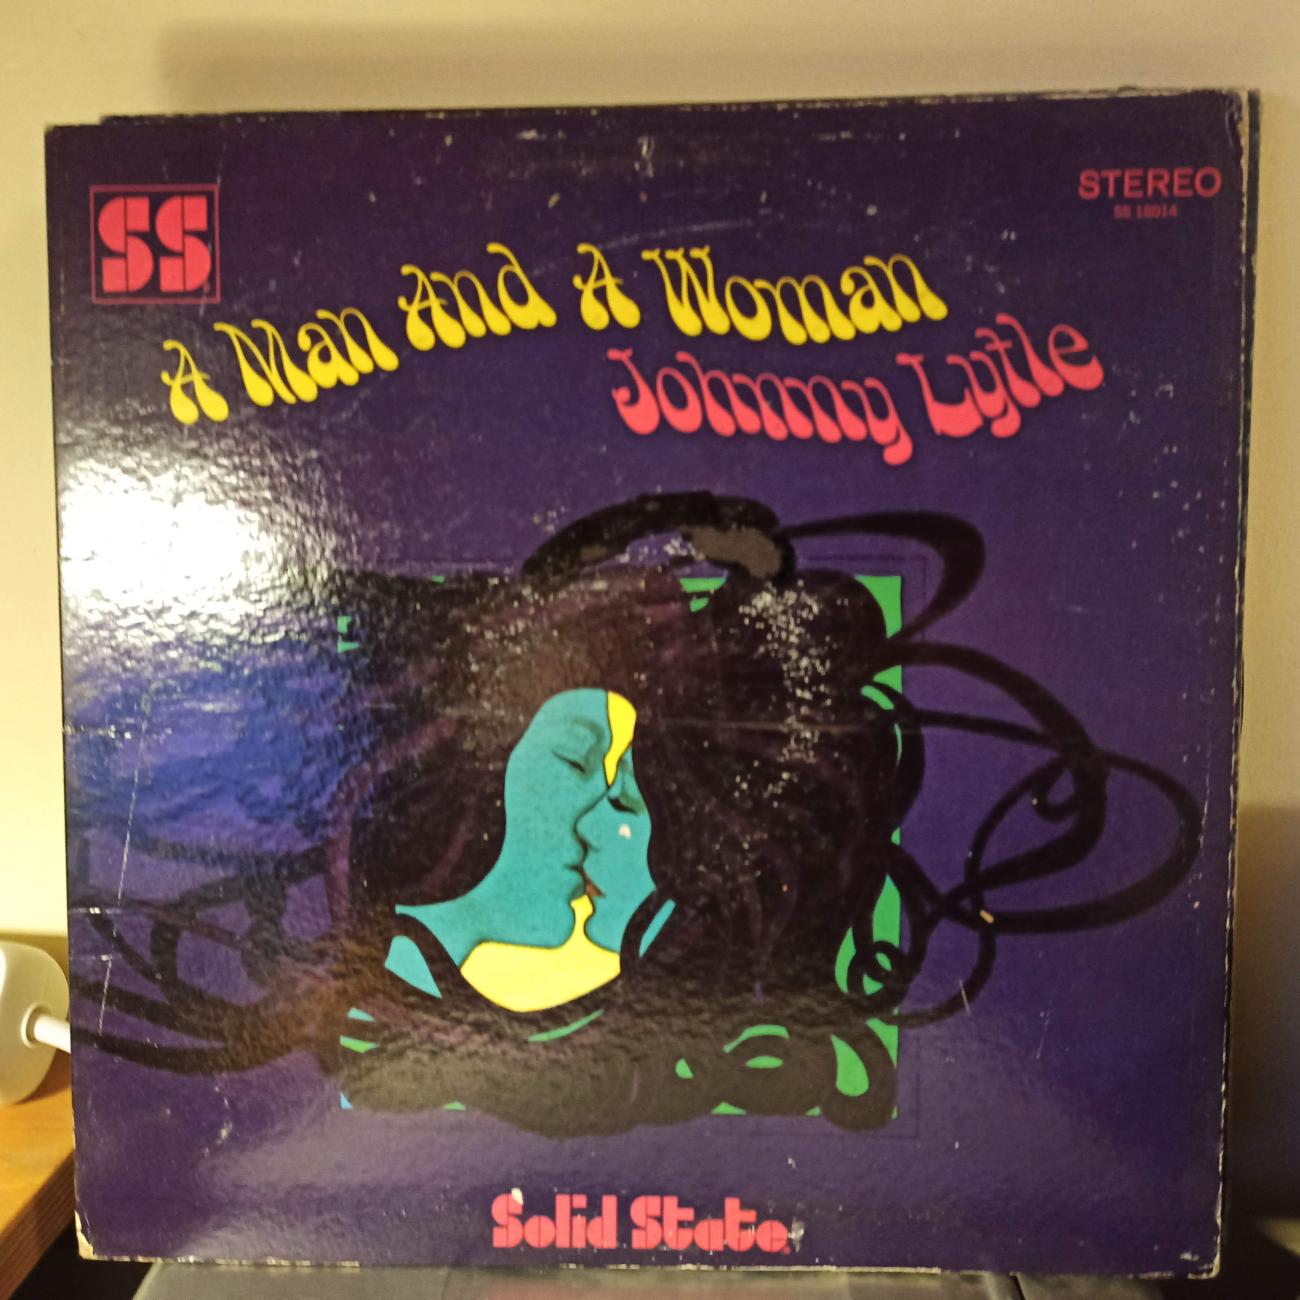 SS
STEREO
SS 18014
A Man And A Woman
Johnny Lytle
Solid State